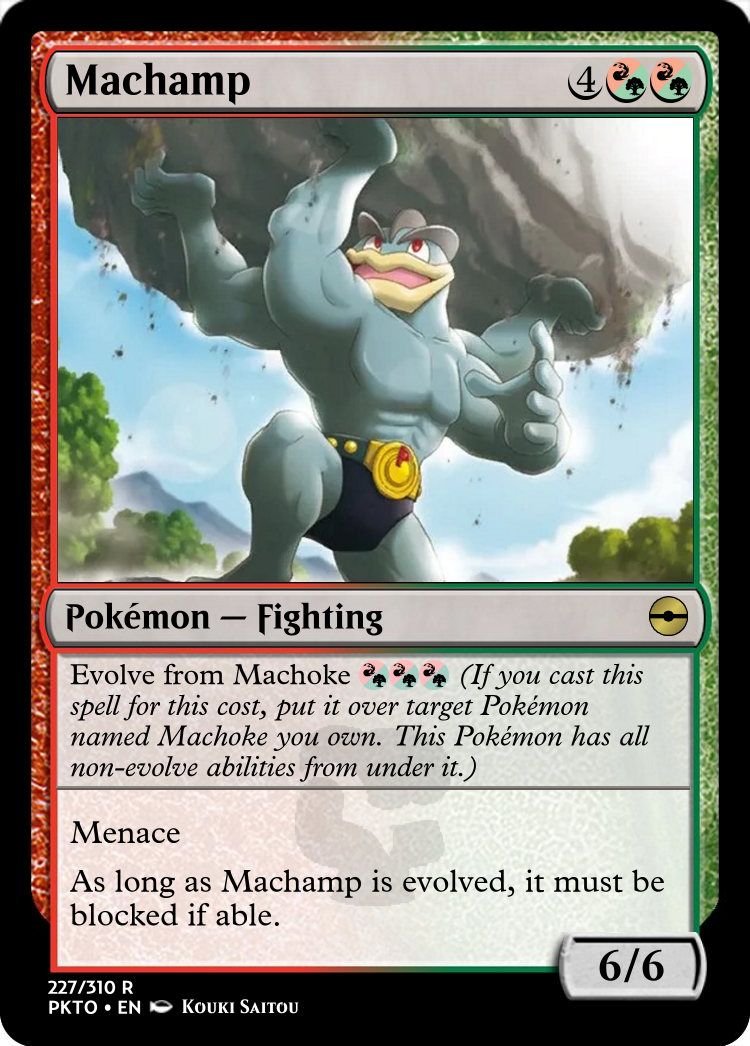 Machamp 4
Pokémon — Fighting
Evolve from Machoke (If you cast this
spell for this cost, put it over target Pokémon
named Machoke you own. This Pokémon has all
non-evolve abilities from under it.)
Menace
As long as Machamp is evolved, it must be
blocked if able.
6/6
227/310 R
PKTO • EN Kouki Saitou